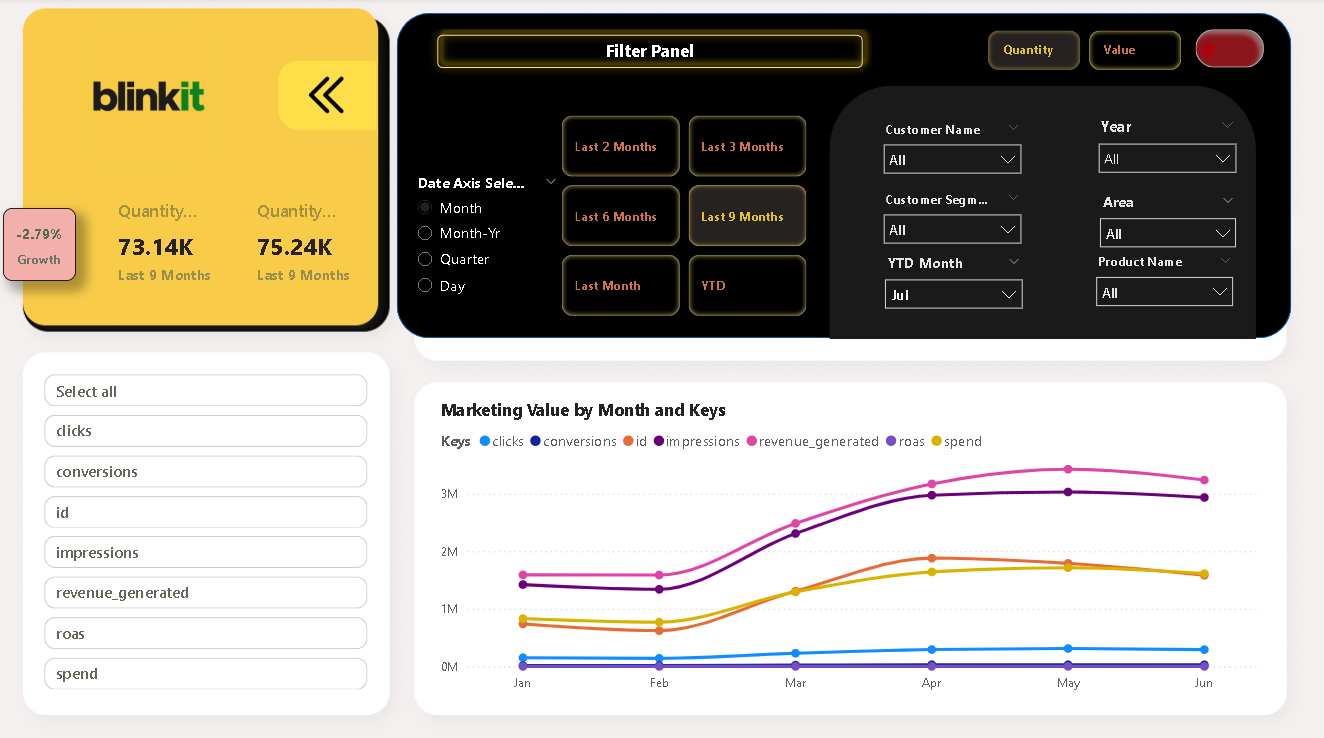 blinkit
Quantity...
73.14K
Last 9 Months
Quantity...
75.24K
Last 9 Months
-2.79%
Growth
Filter Panel
Quantity
Value
Date Axis Sele...
Month
Month-Yr
Quarter
Day
Last 2 Months
Last 3 Months
Last 6 Months
Last 9 Months
Last Month
YTD
Customer Name
All
Year
All
Customer Segm...
All
Area
All
YTD Month
Jul
Product Name
All
Select all
clicks
conversions
id
impressions
revenue_generated
roas
spend
Marketing Value by Month and Keys
Keys clicks conversions id impressions revenue_generated roas spend
3M
2M
1M
0M
Jan Feb Mar Apr May Jun